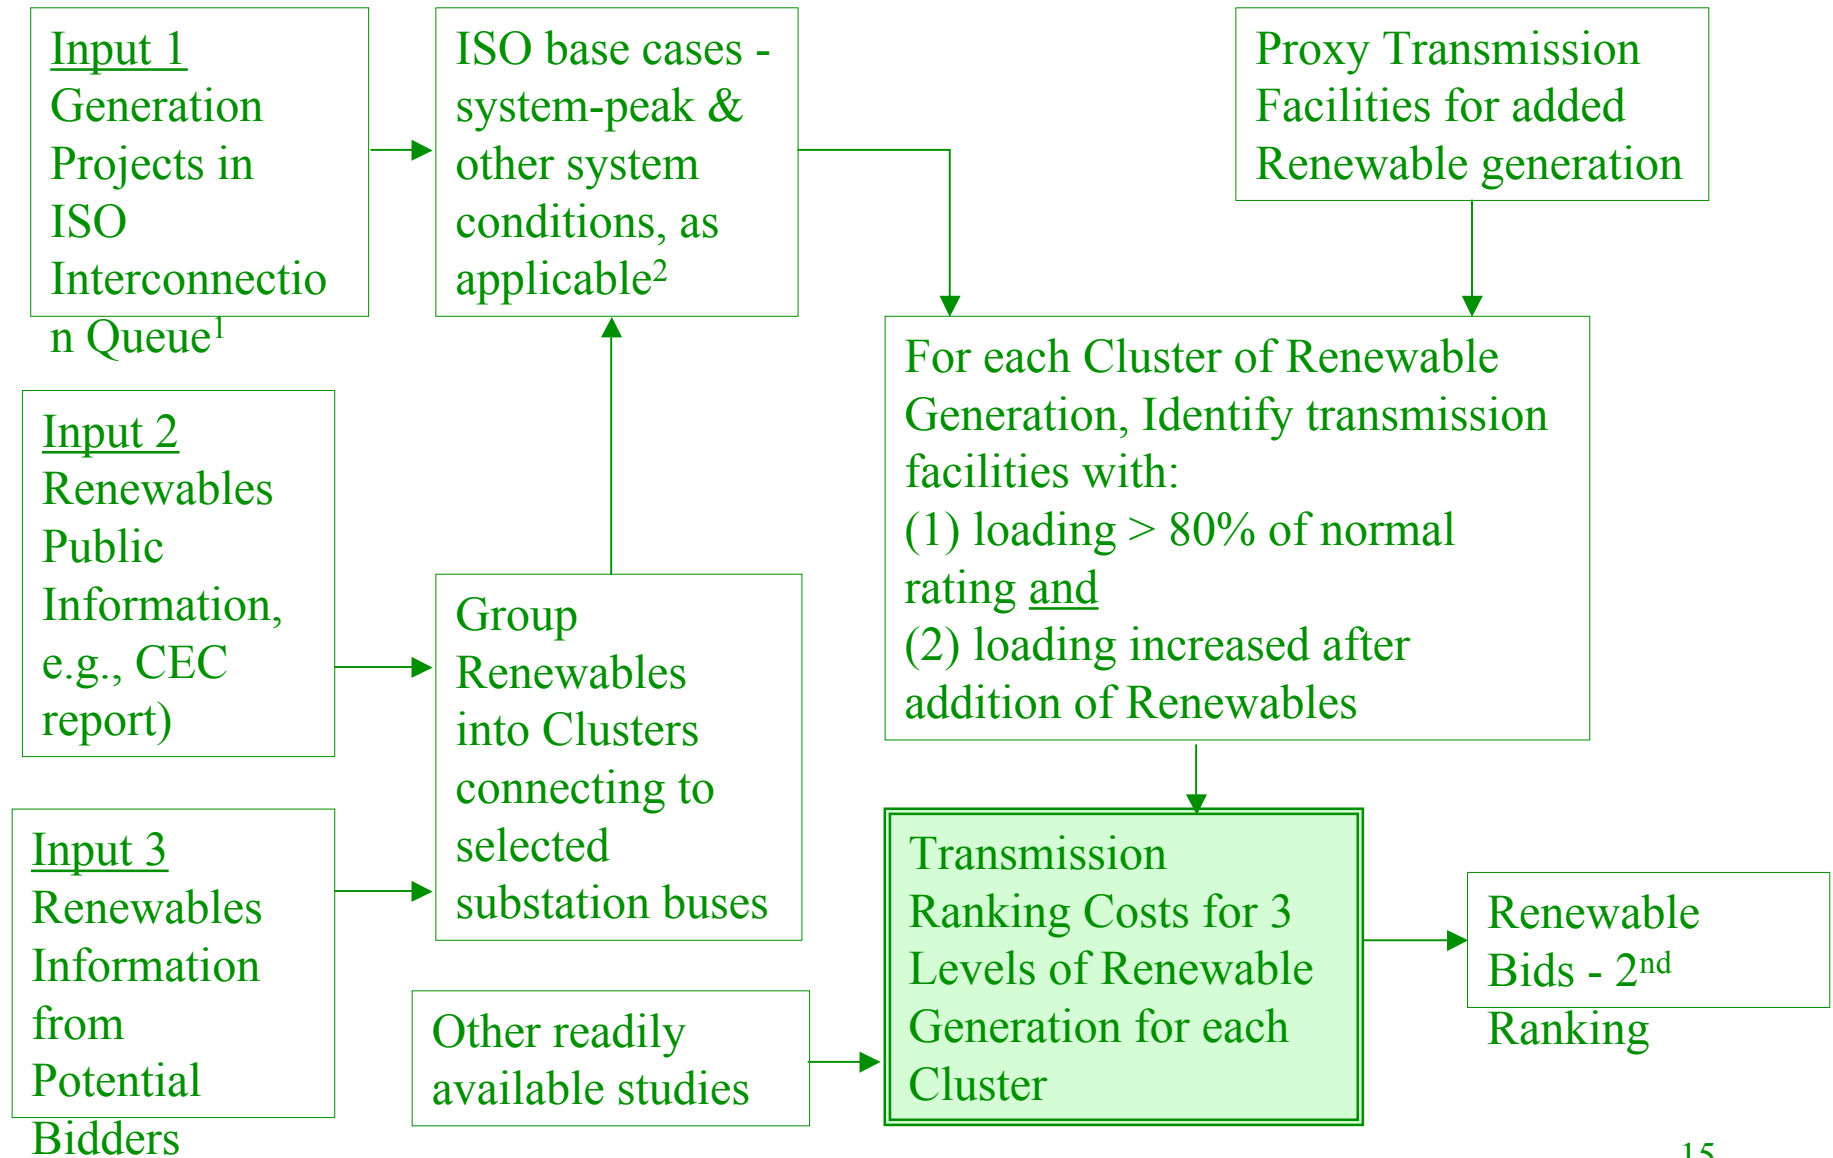 Input 1
Generation
Projects in
ISO
Interconnectio
n Queue1
ISO base cases -
system-peak &
other system
conditions, as
applicable2
Proxy Transmission
Facilities for added
Renewable generation
Input 2
Renewables
Public
Information,
e.g., CEC
report)
Group
Renewables
into Clusters
connecting to
selected
substation buses
For each Cluster of Renewable
Generation, Identify transmission
facilities with:
(1) loading > 80% of normal
rating and
(2) loading increased after
addition of Renewables
Input 3
Renewables
Information
from
Potential
Bidders
Other readily
available studies
Transmission
Ranking Costs for 3
Levels of Renewable
Generation for each
Cluster
Renewable
Bids - 2nd
Ranking
15